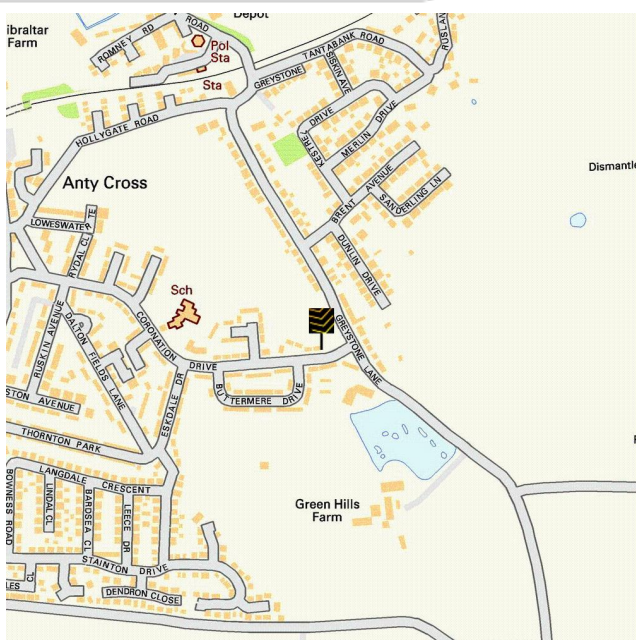 Depot
ibraltar
Farm
ROMNEY RD
ROAD
Pol
Sta
Sta
GREYSTONE
TANTABANK ROAD
SISKIN AVE
RUSLAN
HOLLYGATE ROAD
KESTREL DRIVE
MERLIN DRIVE
Anty Cross
BRENT AVENUE
SANDERLING LN
Dismantle
LOWESWATER TE
RYDAL CL
DUNLIN DRIVE
Sch
CORONATION DRIVE
GREYSTONE LANE
RUSKIN AVENUE
DALTON FIELDS LANE
STON AVENUE
ESKDALE DR
BUTTERMERE DRIVE
THORNTON PARK
LANGDALE CRESCENT
BOWNESS ROAD
LINDAL CL
BARDSEA CL
LEECE DR
Green Hills
Farm
STAINTON DRIVE
LES CL
DENDRON CLOSE